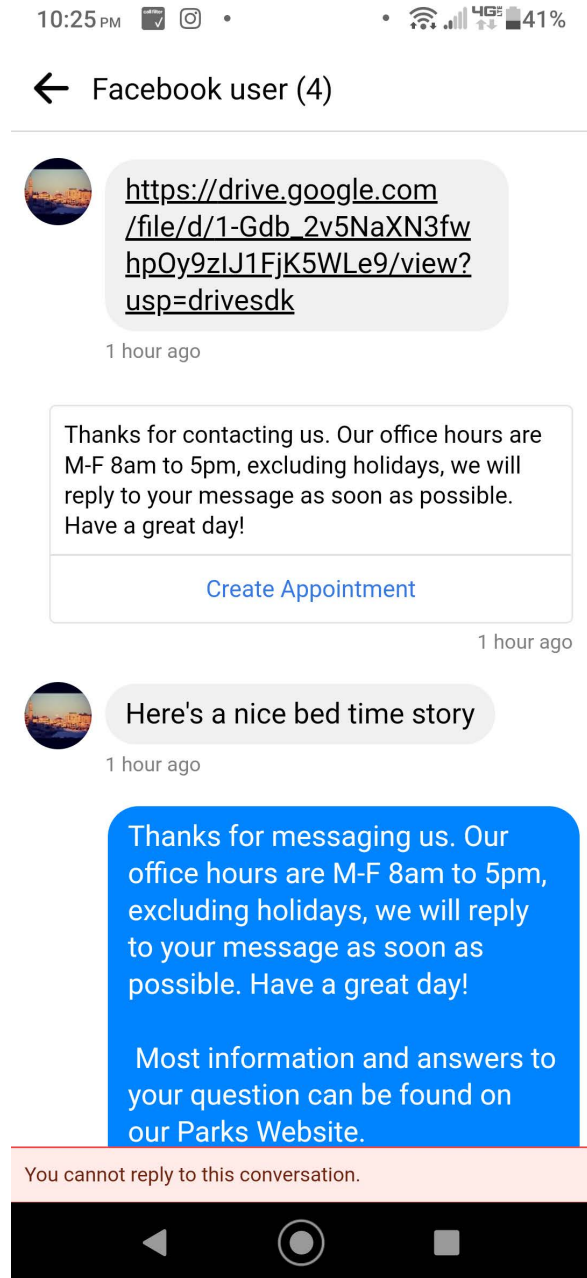 10:25 PM 4G LTE 41%
Facebook user (4)
https://drive.google.com
/file/d/1-Gdb_2v5NaXN3fw
hpOy9zIJ1FjK5WLe9/view?
usp=drivesdk
1 hour ago
Thanks for contacting us. Our office hours are
M-F 8am to 5pm, excluding holidays, we will
reply to your message as soon as possible.
Have a great day!
Create Appointment
1 hour ago
Here's a nice bed time story
1 hour ago
Thanks for messaging us. Our
office hours are M-F 8am to 5pm,
excluding holidays, we will reply
to your message as soon as
possible. Have a great day!
Most information and answers to
your question can be found on
our Parks Website.
You cannot reply to this conversation.